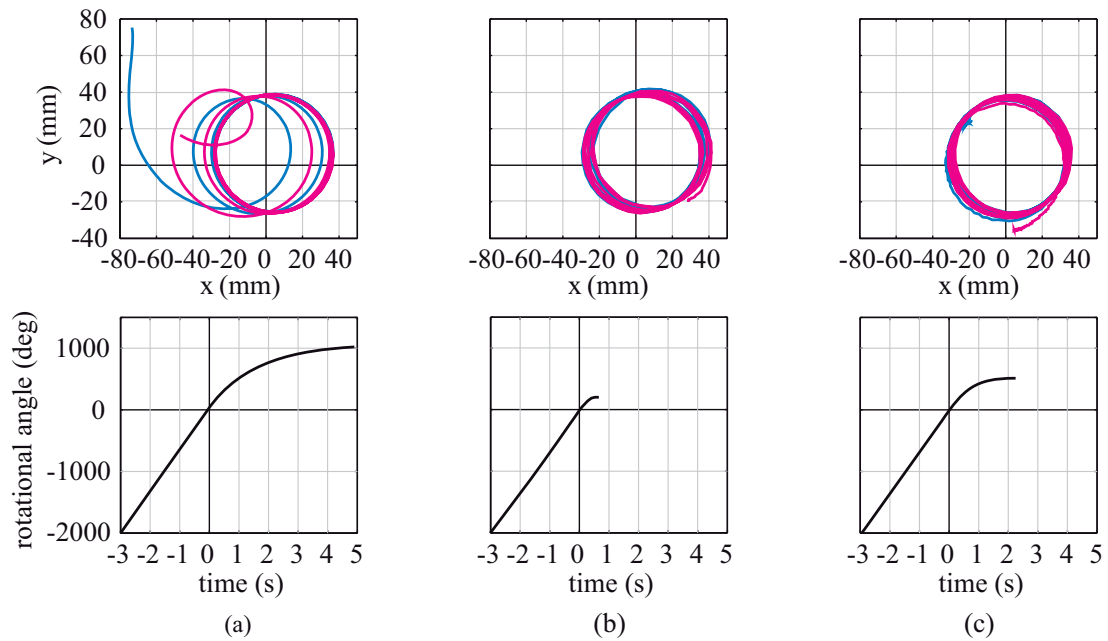 80
60
40
20
0
-20
-40
y (mm)
-80-60-40-20 0 20 40
x (mm)
-80-60-40-20 0 20 40
x (mm)
-80-60-40-20 0 20 40
x (mm)
1000
0
-1000
-2000
rotational angle (deg)
-3 -2 -1 0 1 2 3 4 5
time (s)
-3 -2 -1 0 1 2 3 4 5
time (s)
-3 -2 -1 0 1 2 3 4 5
time (s)
(a) (b) (c)